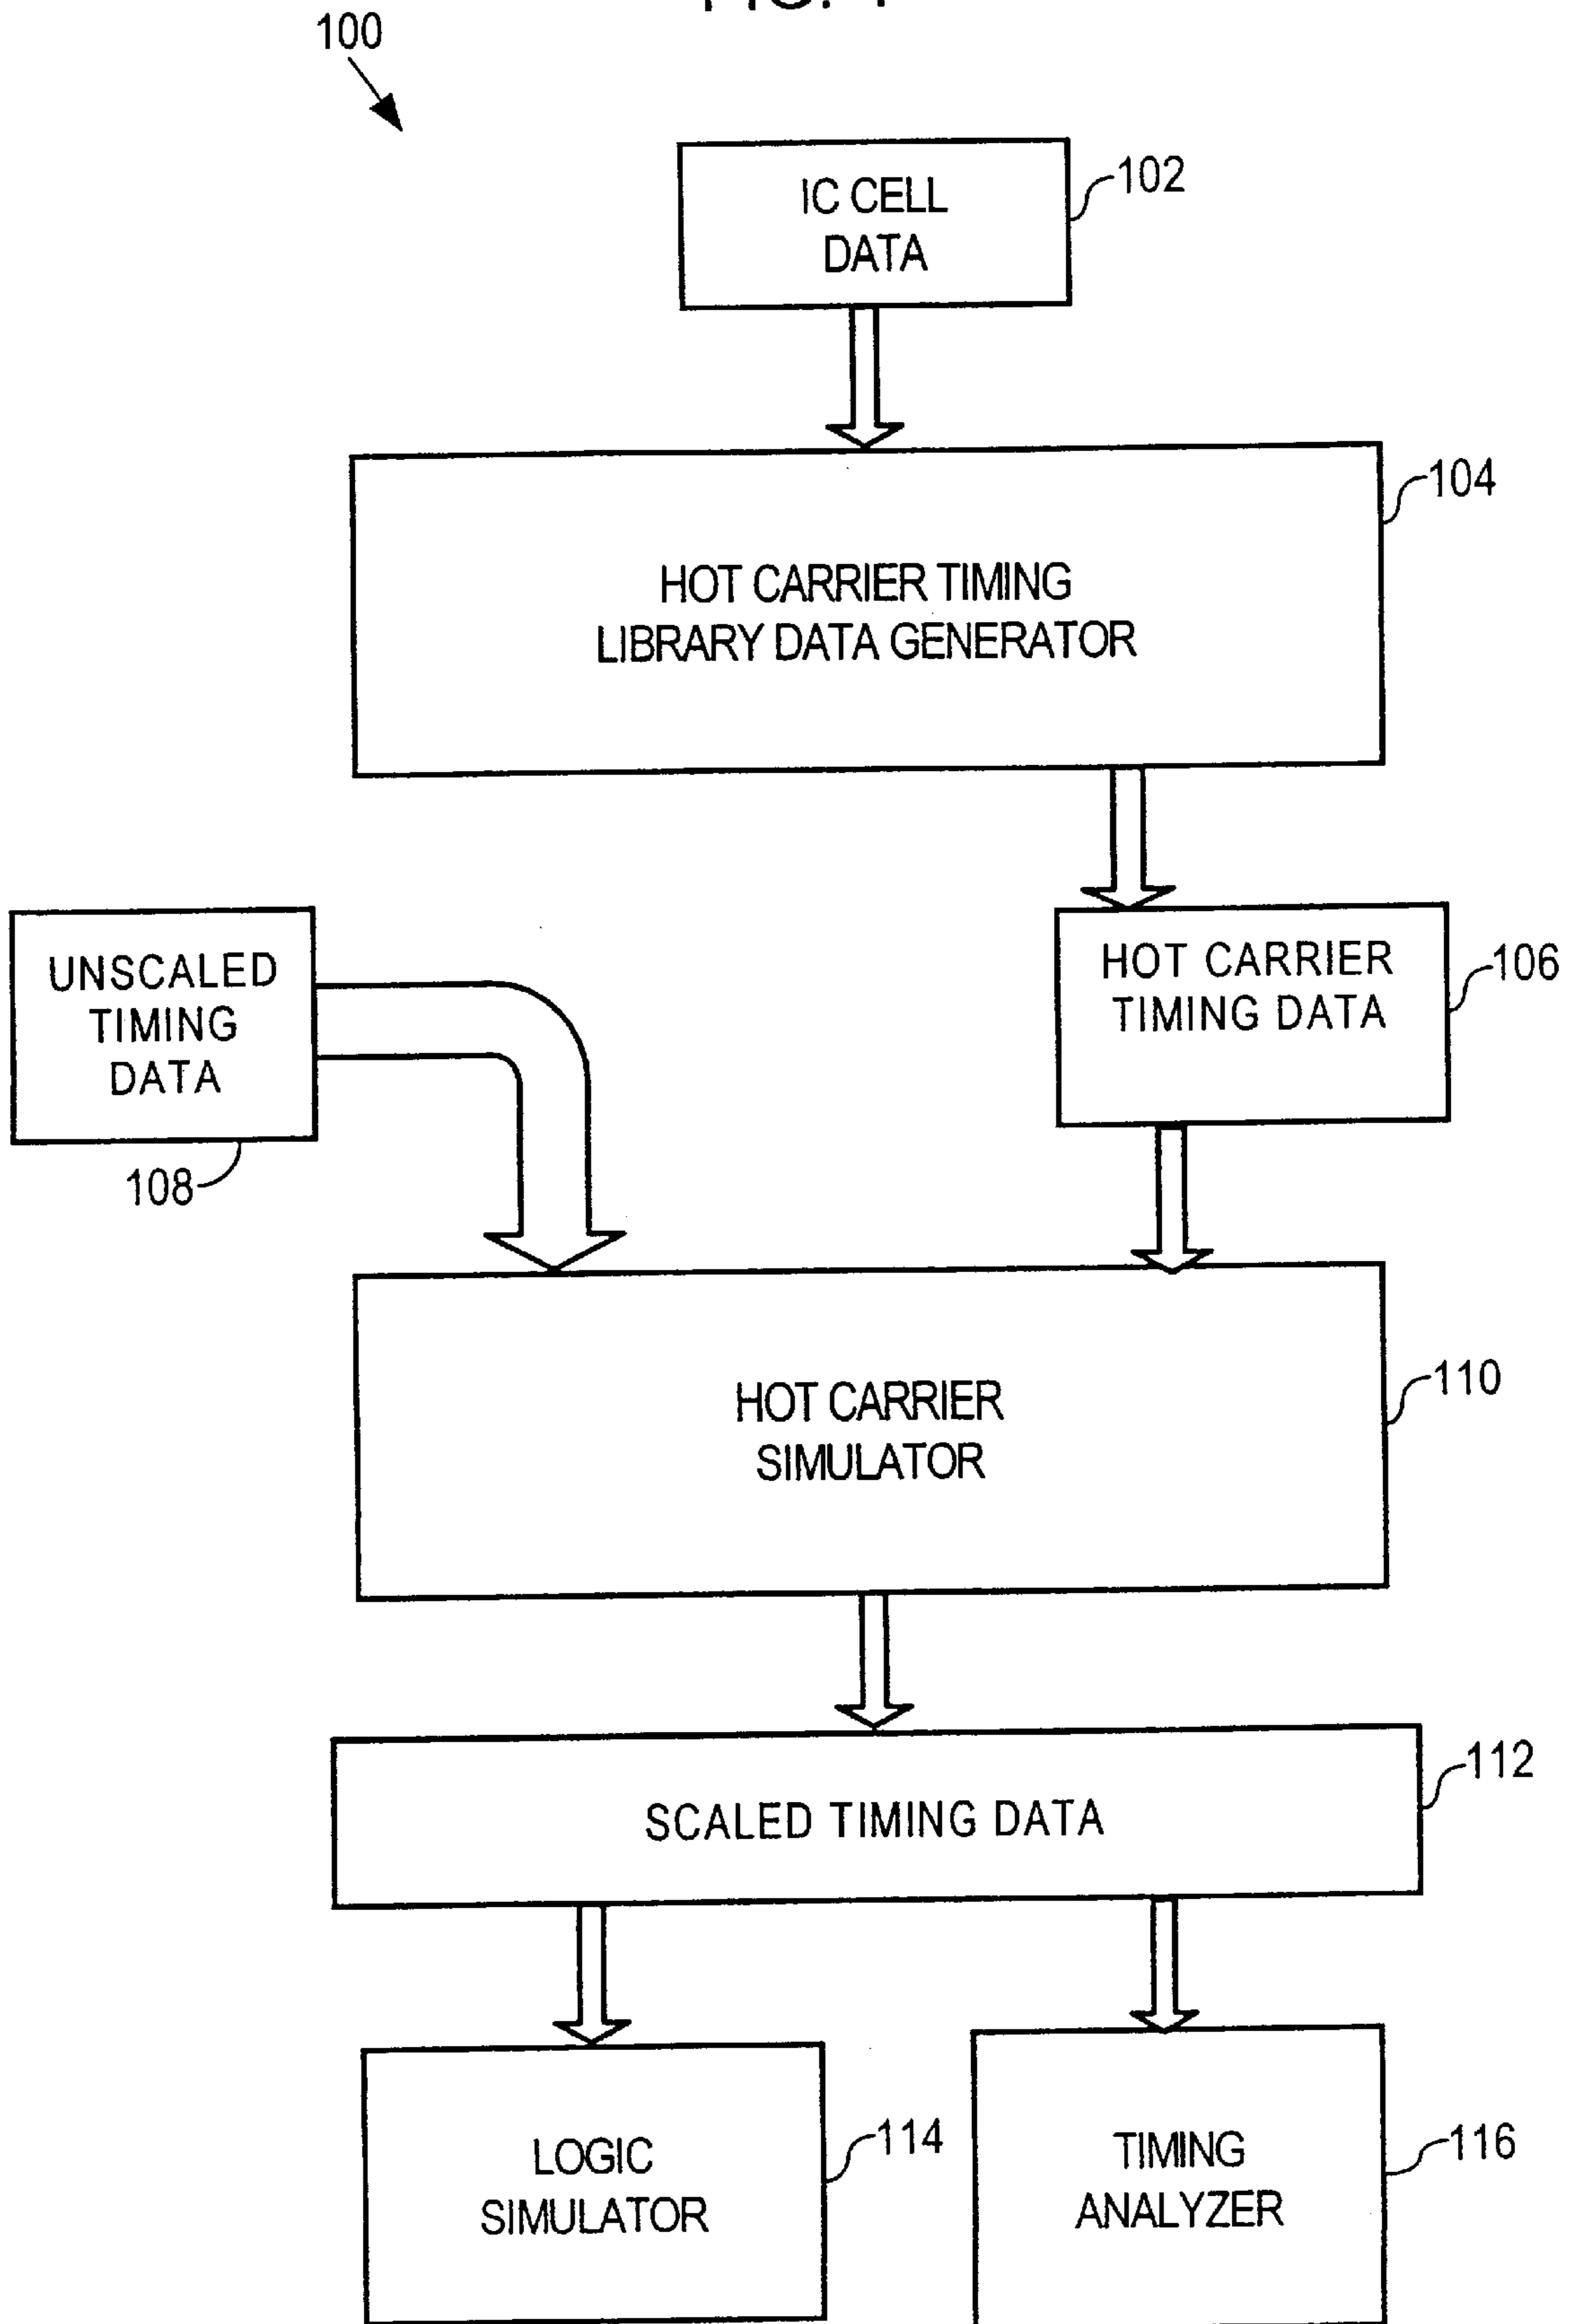 100
IC CELL
DATA
102
HOT CARRIER TIMING
LIBRARY DATA GENERATOR
104
UNSCALED
TIMING
DATA
108
HOT CARRIER
TIMING DATA
106
HOT CARRIER
SIMULATOR
110
SCALED TIMING DATA
112
LOGIC
SIMULATOR
114
TIMING
ANALYZER
116